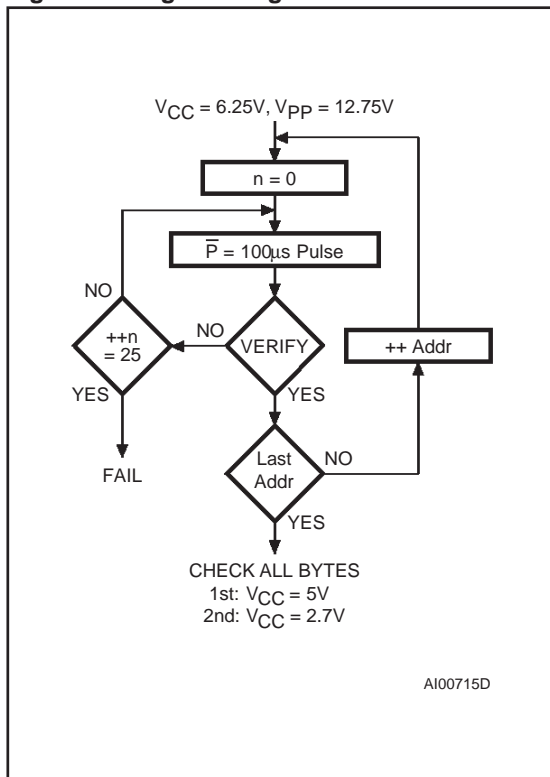 VCC = 6.25V, VPP = 12.75V
n = 0
P̅ = 100µs Pulse
NO
++n
= 25
NO
VERIFY
++ Addr
YES
YES
FAIL
Last
Addr
NO
YES
CHECK ALL BYTES
1st: VCC = 5V
2nd: VCC = 2.7V
AI00715D